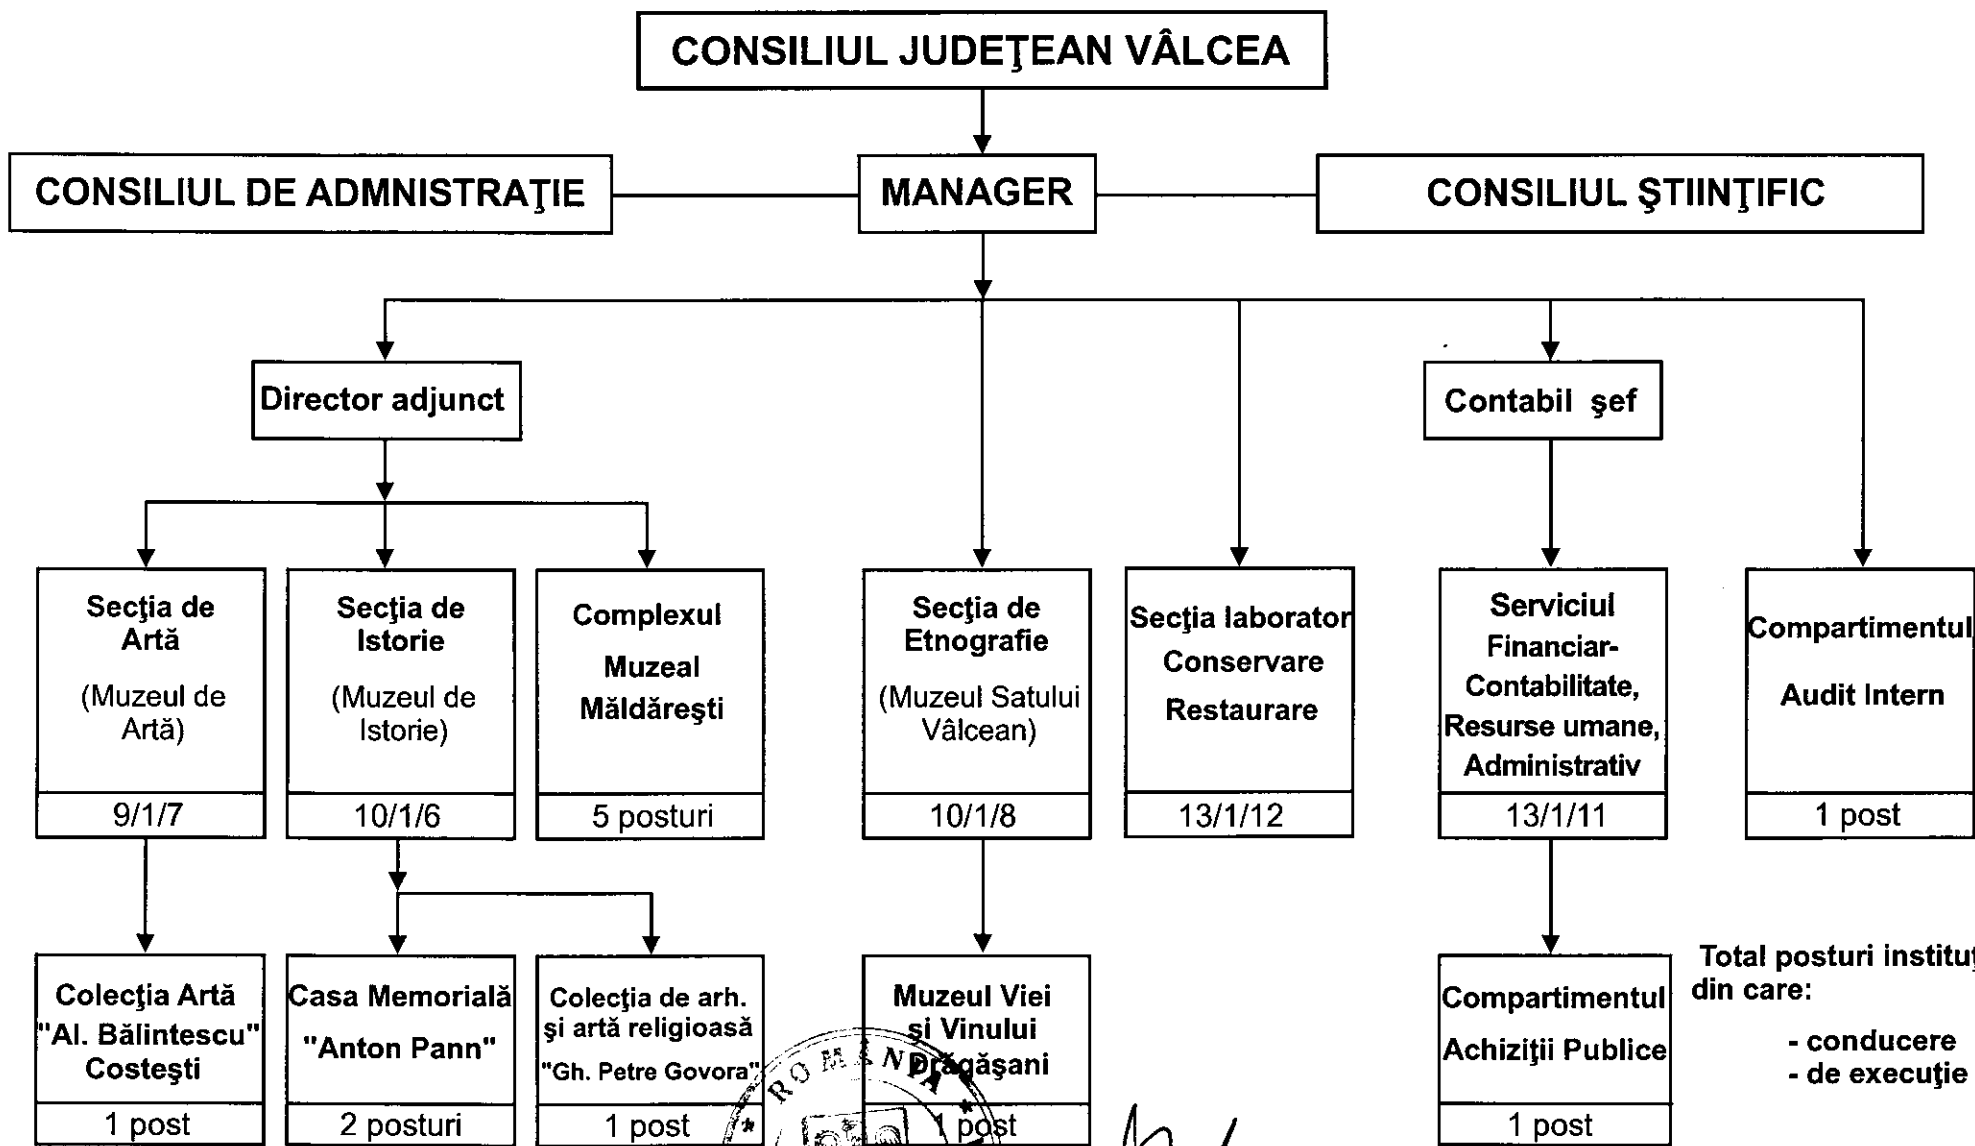 CONSILIUL JUDEŢEAN VÂLCEA
CONSILIUL DE ADMNISTRAŢIE
MANAGER
CONSILIUL ŞTIINŢIFIC
Director adjunct
Contabil şef
Secţia de
Artă
(Muzeul de
Artă)
9/1/7
Secţia de
Istorie
(Muzeul de
Istorie)
10/1/6
Complexul
Muzeal
Măldăreşti
5 posturi
Secţia de
Etnografie
(Muzeul Satului
Vâlcean)
10/1/8
Secţia laborator
Conservare
Restaurare
13/1/12
Serviciul
Financiar-
Contabilitate,
Resurse umane,
Administrativ
13/1/11
Compartimentul
Audit Intern
1 post
Colecţia Artă
"Al. Bălintescu"
Costeşti
1 post
Casa Memorială
"Anton Pann"
2 posturi
Colecţia de arh.
şi artă religioasă
"Gh. Petre Govora"
1 post
Muzeul Viei
şi Vinului
Drăgăşani
1 post
Compartimentul
Achiziţii Publice
1 post
Total posturi
din care:
- conducere
- de execuţie
ROMÂNIA